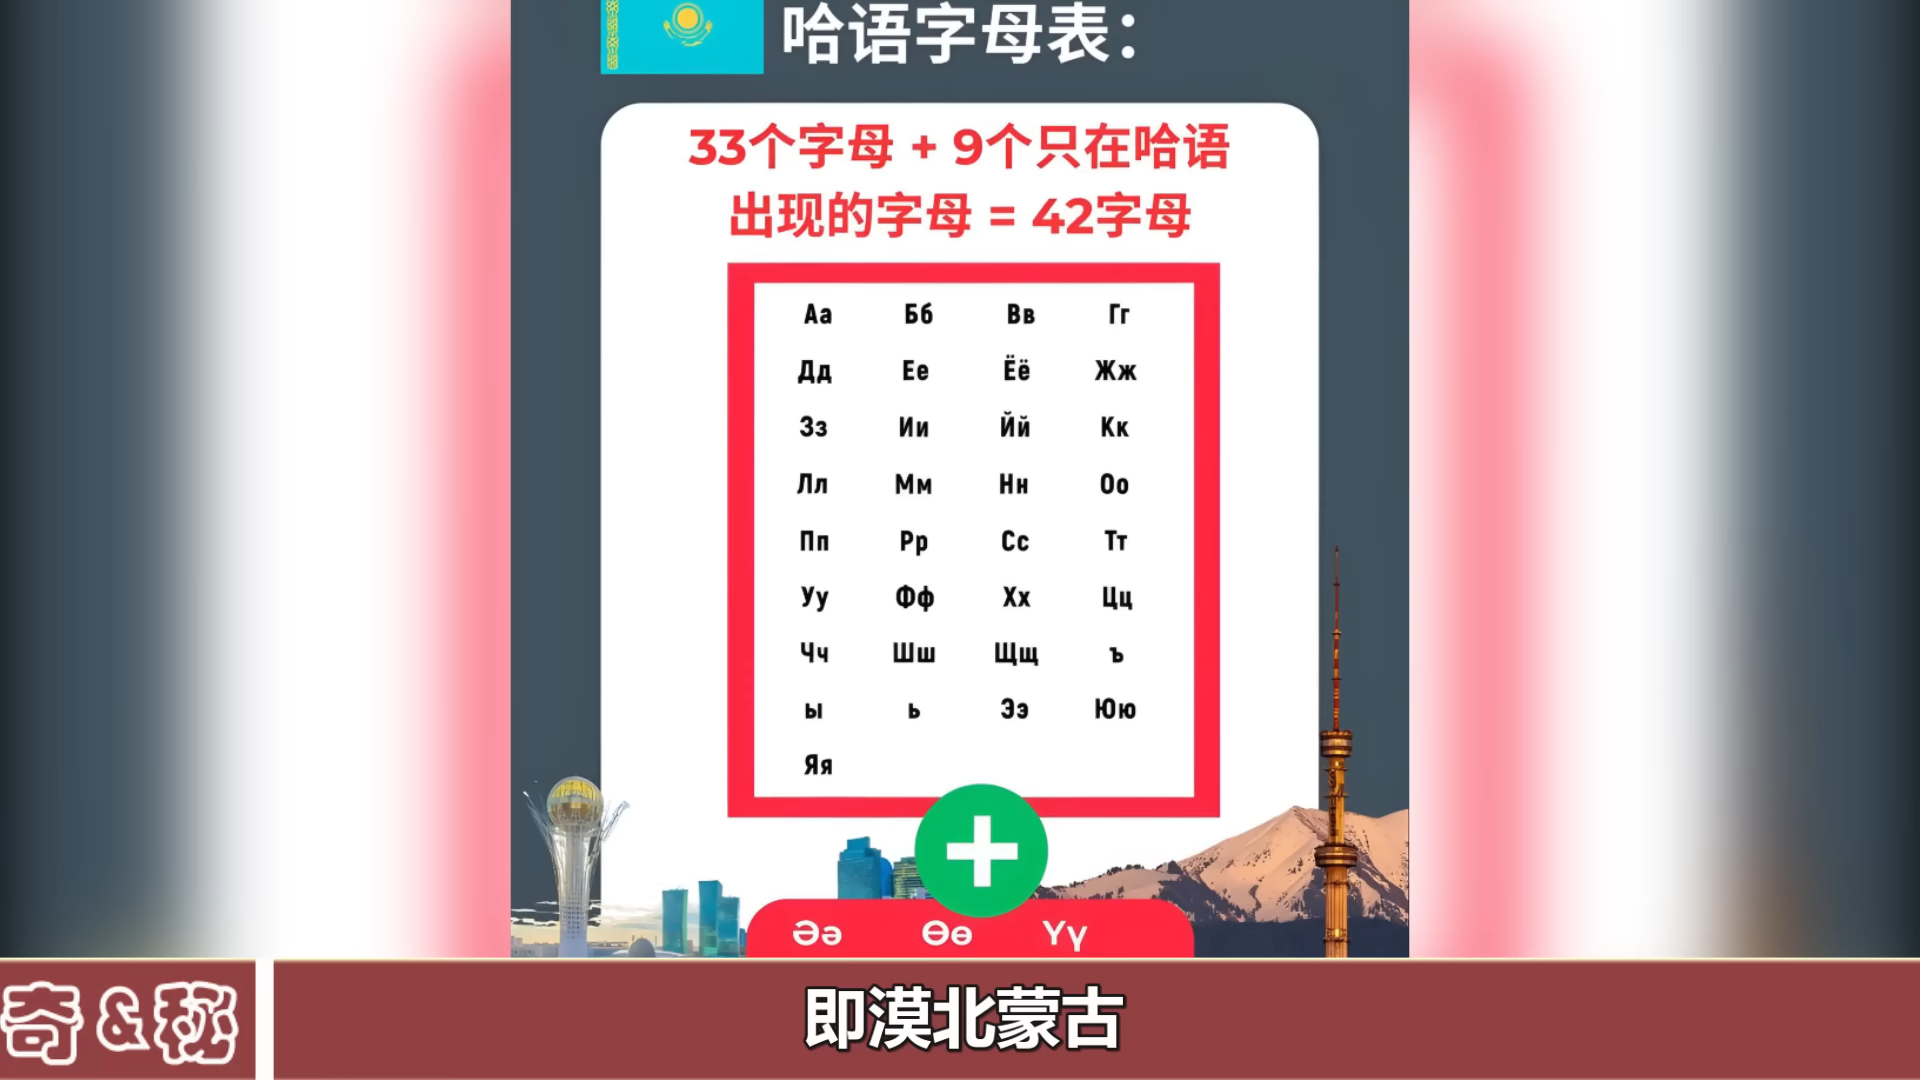 哈语字母表：
33个字母 + 9个只在哈语
出现的字母 = 42字母
Аа Бб Вв Гг
Дд Ее Ёё Жж
Зз Ии Йй Кк
Лл Мм Нн Оо
Пп Рр Сс Тт
Уу Фф Хх Цц
Чч Шш Щщ ъ
ы ь Ээ Юю
Яя
Әә Өө Үү
奇&秘
即漠北蒙古